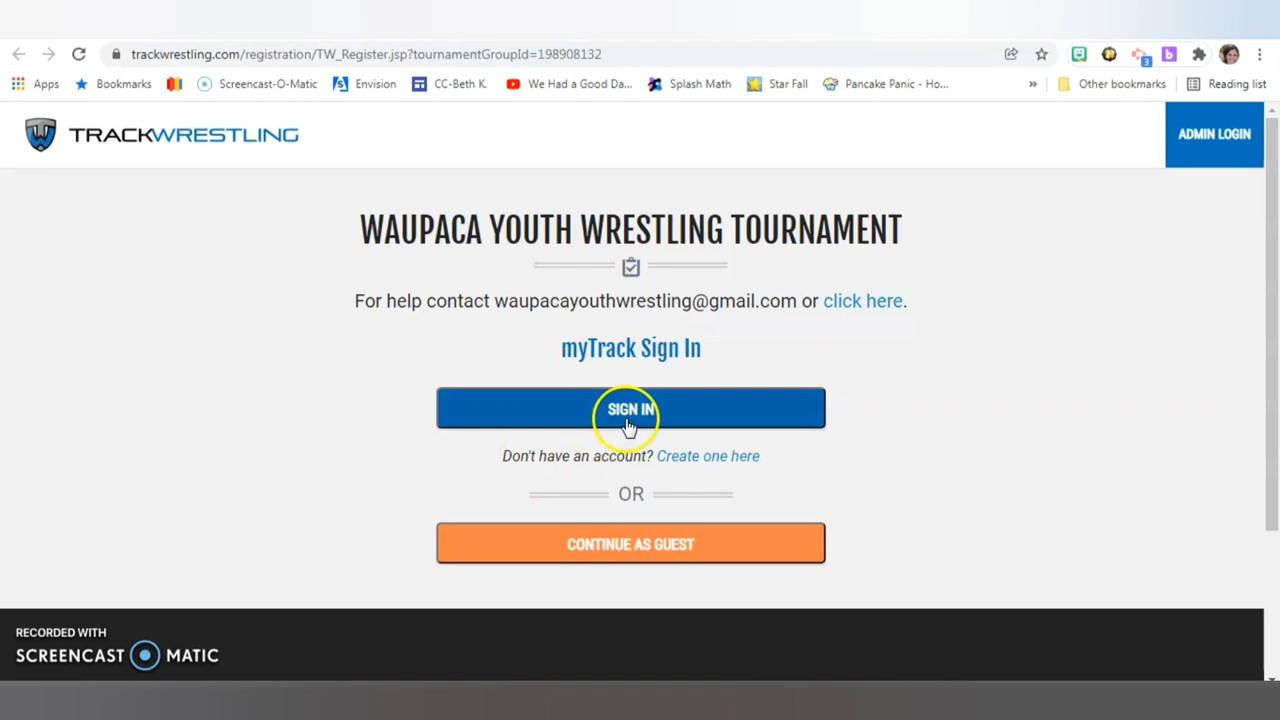 trackwrestling.com/registration/TW_Register.jsp?tournamentGroupId=198908132
3
Apps Bookmarks Screencast-O-Matic Envision CC-Beth K. We Had a Good Da... Splash Math Star Fall Pancake Panic - Ho... » Other bookmarks Reading list
TRACKWRESTLING
ADMIN LOGIN
WAUPACA YOUTH WRESTLING TOURNAMENT
For help contact waupacayouthwrestling@gmail.com or click here.
myTrack Sign In
SIGN IN
Don't have an account? Create one here
OR
CONTINUE AS GUEST
RECORDED WITH
SCREENCAST MATIC